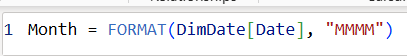 1 Month = FORMAT(DimDate[Date], "MMMM")